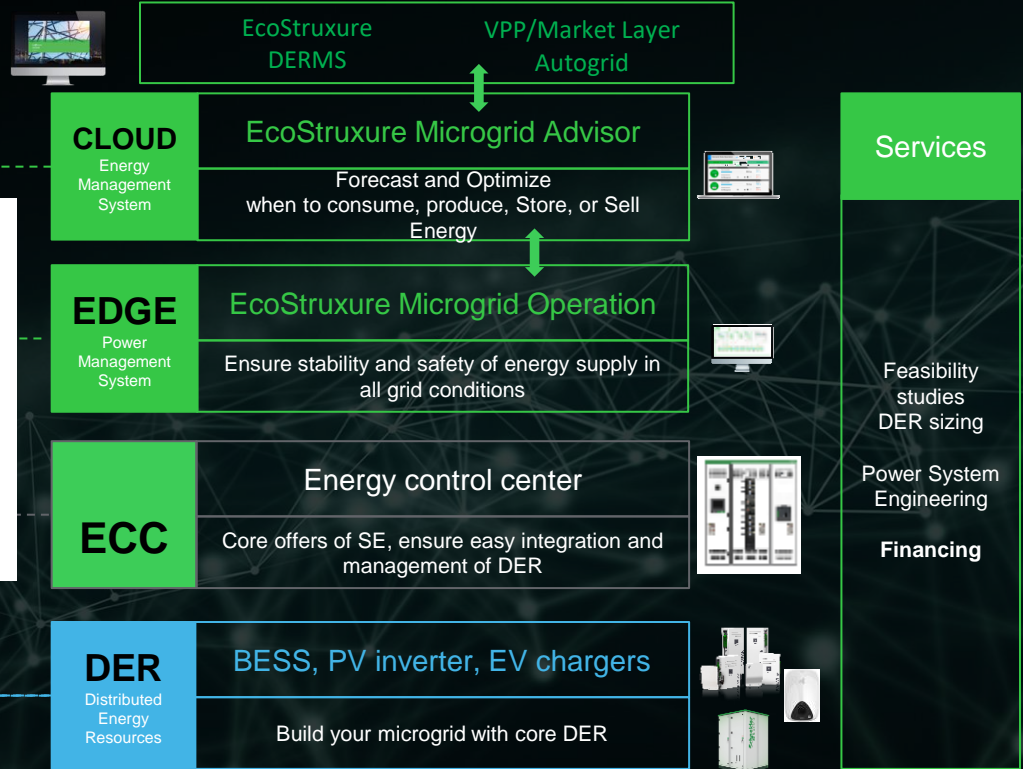 EcoStruxure
DERMS
VPP/Market Layer
Autogrid
CLOUD
Energy
Management
System
EcoStruxure Microgrid Advisor
Forecast and Optimize
when to consume, produce, Store, or Sell
Energy
Services
EDGE
Power
Management
System
EcoStruxure Microgrid Operation
Ensure stability and safety of energy supply in
all grid conditions
Feasibility
studies
DER sizing
Power System
Engineering
Financing
ECC
Energy control center
Core offers of SE, ensure easy integration and
management of DER
DER
Distributed
Energy
Resources
BESS, PV inverter, EV chargers
Build your microgrid with core DER
Schneider